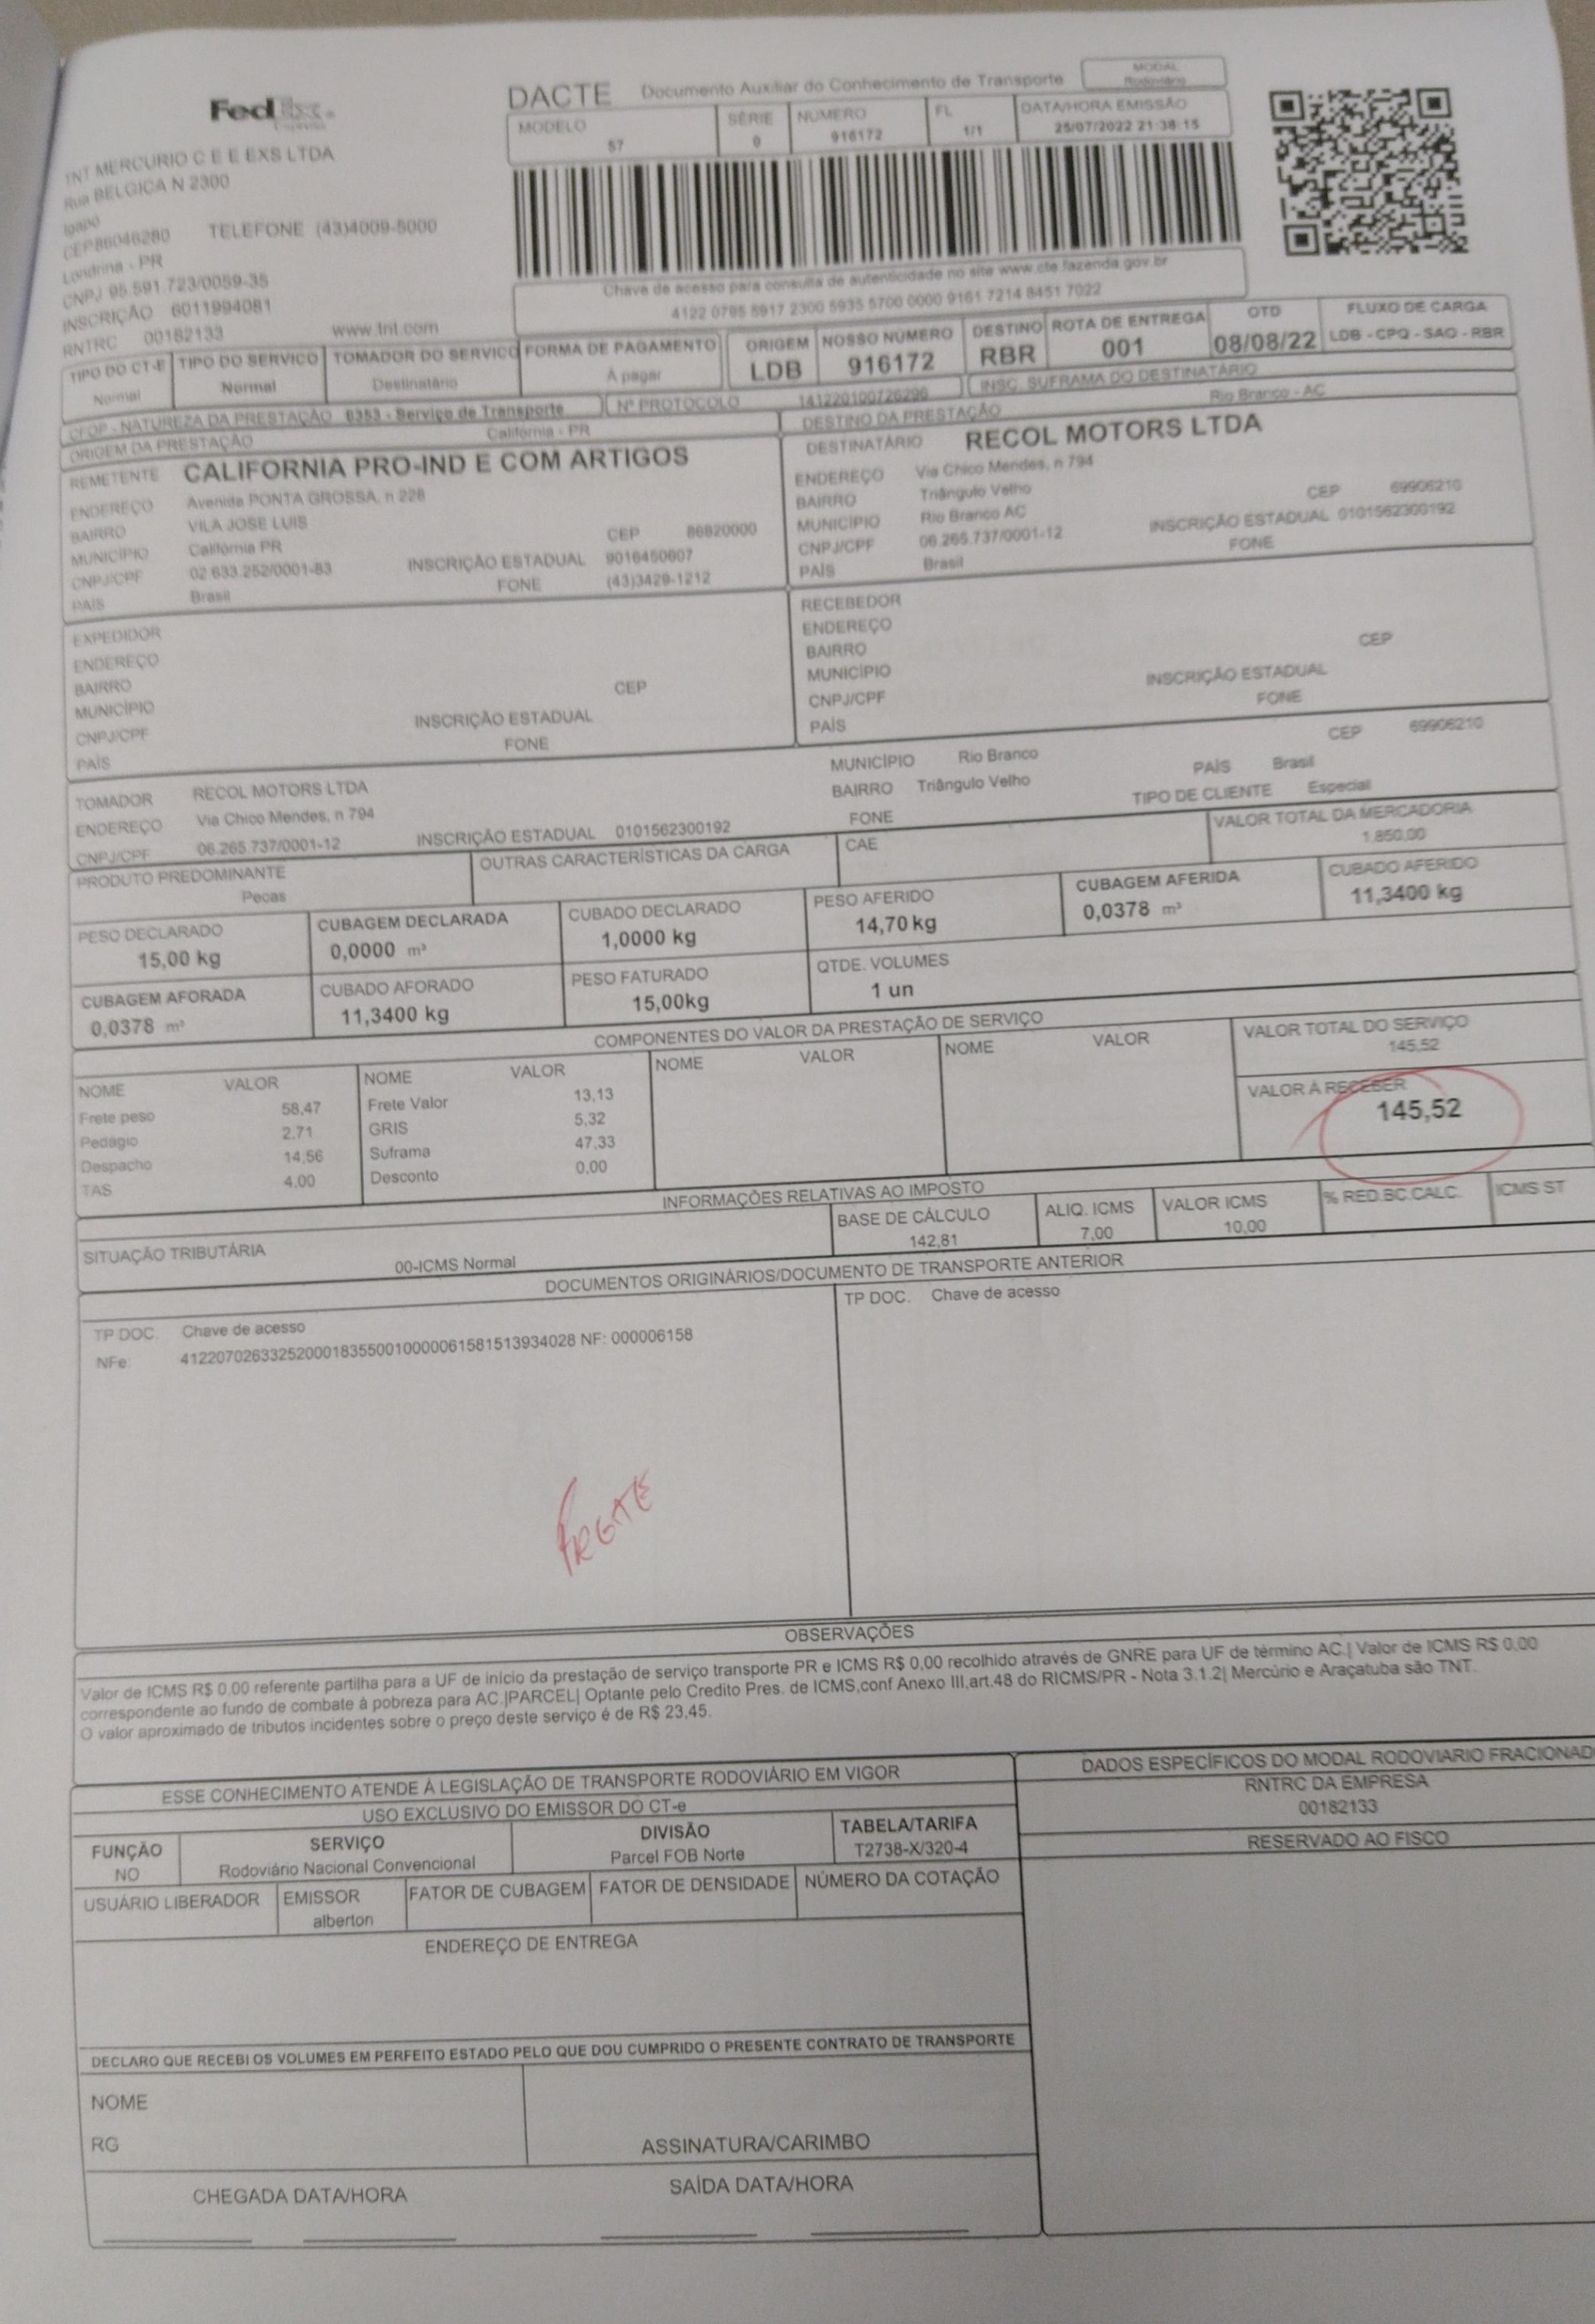 FedEx
Express
TNT MERCURIO C E E EXS LTDA
Rua BELGICA N 2300
Igapó
CEP86046280 TELEFONE (43)4009-5000
Londrina - PR
CNPJ 95.591.723/0059-35
INSCRIÇÃO 6011994081
RNTRC 00182133 www.tnt.com
DACTE Documento Auxiliar do Conhecimento de Transporte
MODAL
Rodoviário
MODELO SÉRIE NÚMERO FL DATA/HORA EMISSÃO
57 0 916172 1/1 25/07/2022 21:38:15
Chave de acesso para consulta de autenticidade no site www.cte.fazenda.gov.br
4122 0795 5917 2300 5935 5700 0000 9161 7214 8451 7022
TIPO DO CT-E TIPO DO SERVICO TOMADOR DO SERVICO FORMA DE PAGAMENTO ORIGEM NOSSO NUMERO DESTINO ROTA DE ENTREGA OTD FLUXO DE CARGA
Normal Normal Destinatário A pagar LDB 916172 RBR 001 08/08/22 LDB - CPQ - SAO - RBR
CFOP - NATUREZA DA PRESTAÇÃO 6353 - Serviço de Transporte Nº PROTOCOLO 141220100726296 INSC. SUFRAMA DO DESTINATÁRIO
ORIGEM DA PRESTAÇÃO California - PR DESTINO DA PRESTAÇÃO Rio Branco - AC
REMETENTE CALIFORNIA PRO-IND E COM ARTIGOS
ENDEREÇO Avenida PONTA GROSSA, n 228
BAIRRO VILA JOSE LUIS
MUNICÍPIO Califórnia PR CEP 86820000
CNPJ/CPF 02.633.252/0001-83 INSCRIÇÃO ESTADUAL 9016450607
PAÍS Brasil FONE (43)3429-1212
DESTINATÁRIO RECOL MOTORS LTDA
ENDEREÇO Via Chico Mendes, n 794
BAIRRO Triângulo Velho CEP 69906210
MUNICÍPIO Rio Branco AC INSCRIÇÃO ESTADUAL 0101562300192
CNPJ/CPF 06.265.737/0001-12 FONE
PAÍS Brasil
EXPEDIDOR
ENDEREÇO
BAIRRO CEP
MUNICÍPIO
CNPJ/CPF INSCRIÇÃO ESTADUAL
PAÍS FONE
RECEBEDOR
ENDEREÇO
BAIRRO CEP
MUNICÍPIO
CNPJ/CPF INSCRIÇÃO ESTADUAL
PAÍS FONE
TOMADOR RECOL MOTORS LTDA MUNICÍPIO Rio Branco CEP 69906210
ENDEREÇO Via Chico Mendes, n 794 BAIRRO Triângulo Velho PAÍS Brasil
CNPJ/CPF 06.265.737/0001-12 INSCRIÇÃO ESTADUAL 0101562300192 FONE TIPO DE CLIENTE Especial
PRODUTO PREDOMINANTE OUTRAS CARACTERÍSTICAS DA CARGA CAE VALOR TOTAL DA MERCADORIA
Pecas 1.850,00
PESO DECLARADO CUBAGEM DECLARADA CUBADO DECLARADO PESO AFERIDO CUBAGEM AFERIDA CUBADO AFERIDO
15,00 kg 0,0000 m³ 1,0000 kg 14,70 kg 0,0378 m³ 11,3400 kg
CUBAGEM AFORADA CUBADO AFORADO PESO FATURADO QTDE. VOLUMES
0,0378 m³ 11,3400 kg 15,00kg 1 un
COMPONENTES DO VALOR DA PRESTAÇÃO DE SERVIÇO
NOME VALOR NOME VALOR NOME VALOR NOME VALOR
Frete peso 58,47 Frete Valor 13,13
Pedágio 2,71 GRIS 5,32
Despacho 14,56 Suframa 47,33
TAS 4,00 Desconto 0,00
VALOR TOTAL DO SERVIÇO
145,52
VALOR A RECEBER
145,52
INFORMAÇÕES RELATIVAS AO IMPOSTO
SITUAÇÃO TRIBUTÁRIA BASE DE CÁLCULO ALIQ. ICMS VALOR ICMS % RED.BC.CALC. ICMS ST
00-ICMS Normal 142,81 7,00 10,00
DOCUMENTOS ORIGINÁRIOS/DOCUMENTO DE TRANSPORTE ANTERIOR
TP DOC. Chave de acesso TP DOC. Chave de acesso
NFe: 41220702633252000183550010000061581513934028 NF: 000006158
OBSERVAÇÕES
Valor de ICMS R$ 0,00 referente partilha para a UF de início da prestação de serviço transporte PR e ICMS R$ 0,00 recolhido através de GNRE para UF de término AC.| Valor de ICMS R$ 0,00
correspondente ao fundo de combate á pobreza para AC.|PARCEL| Optante pelo Credito Pres. de ICMS,conf Anexo III,art.48 do RICMS/PR - Nota 3.1.2| Mercúrio e Araçatuba são TNT.
O valor aproximado de tributos incidentes sobre o preço deste serviço é de R$ 23,45.
ESSE CONHECIMENTO ATENDE À LEGISLAÇÃO DE TRANSPORTE RODOVIÁRIO EM VIGOR
USO EXCLUSIVO DO EMISSOR DO CT-e
FUNÇÃO SERVIÇO DIVISÃO TABELA/TARIFA
NO Rodoviário Nacional Convencional Parcel FOB Norte T2738-X/320-4
USUÁRIO LIBERADOR EMISSOR FATOR DE CUBAGEM FATOR DE DENSIDADE NÚMERO DA COTAÇÃO
alberton
ENDEREÇO DE ENTREGA
DADOS ESPECÍFICOS DO MODAL RODOVIARIO FRACIONAD
RNTRC DA EMPRESA
00182133
RESERVADO AO FISCO
DECLARO QUE RECEBI OS VOLUMES EM PERFEITO ESTADO PELO QUE DOU CUMPRIDO O PRESENTE CONTRATO DE TRANSPORTE
NOME
RG ASSINATURA/CARIMBO
CHEGADA DATA/HORA SAÍDA DATA/HORA